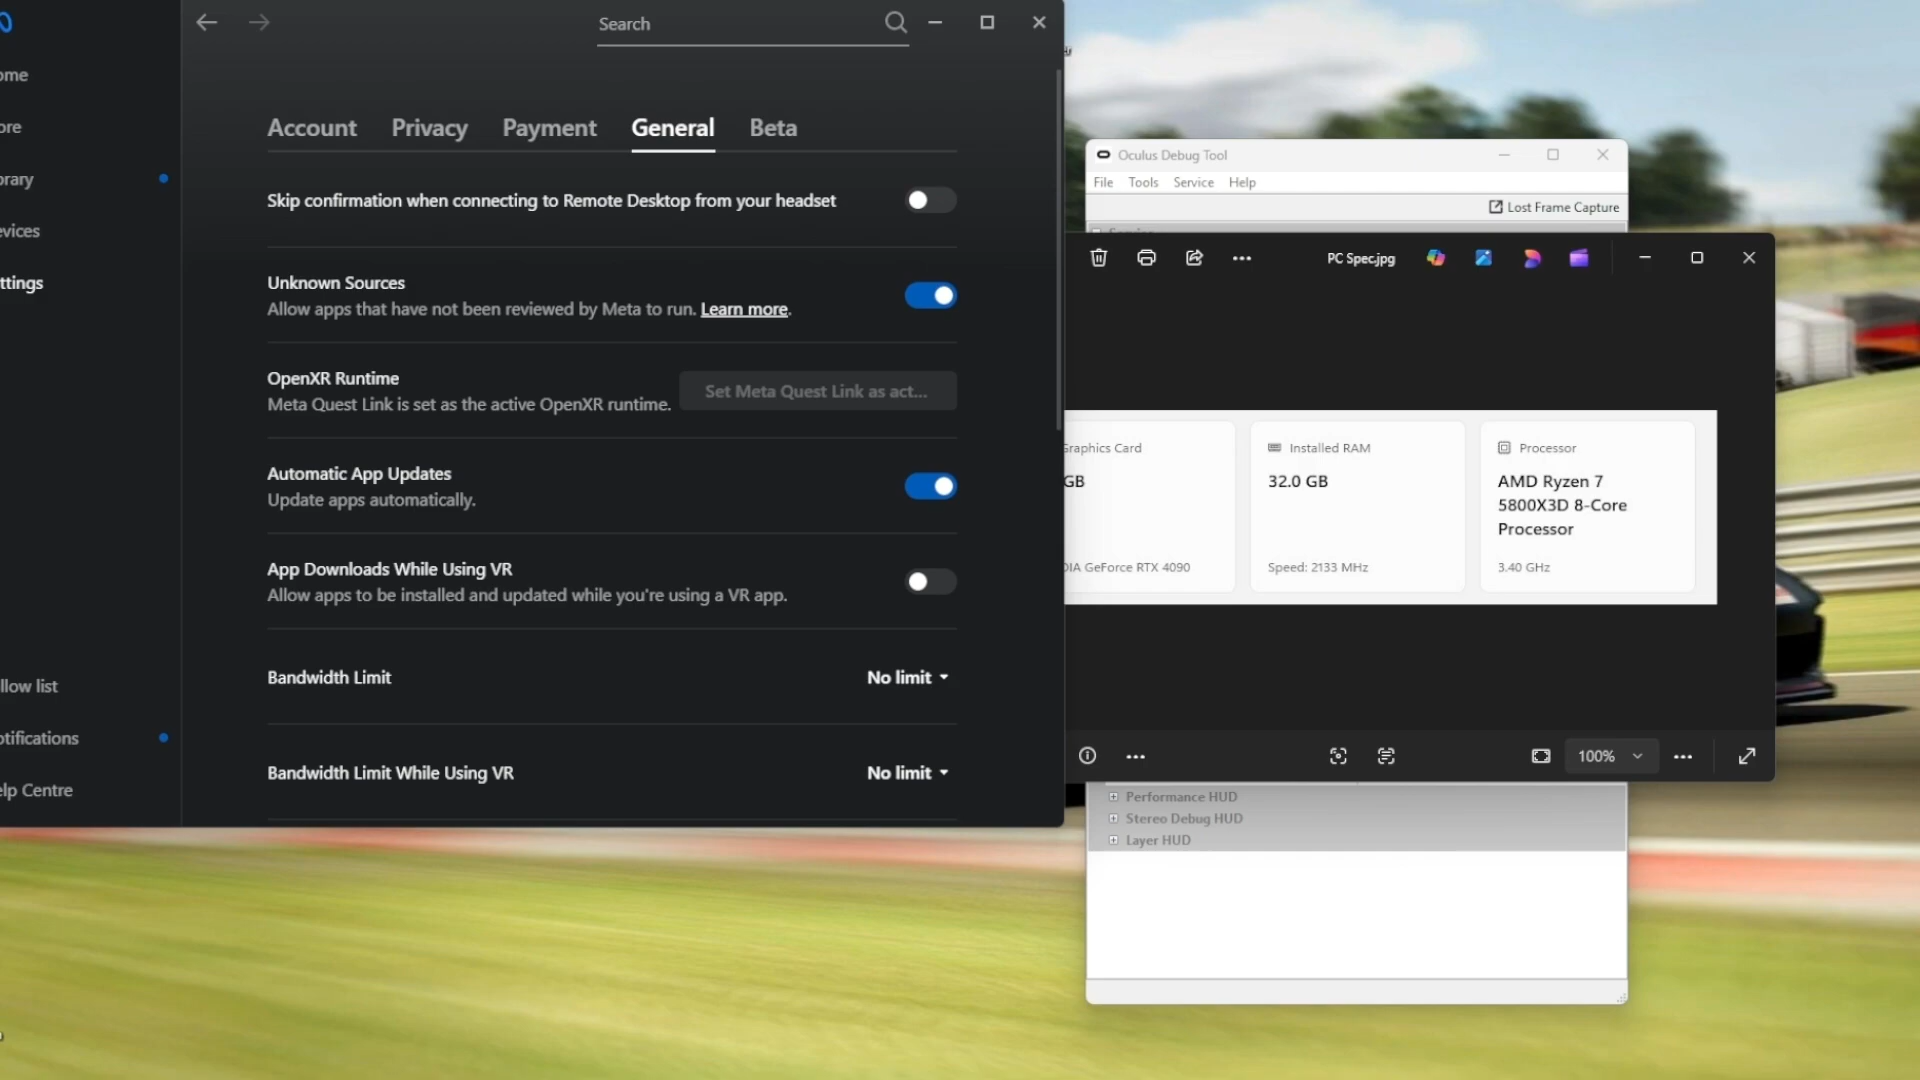 Search
ome
ore
brary
evices
ttings
llow list
otifications
elp Centre
Account Privacy Payment General Beta
Skip confirmation when connecting to Remote Desktop from your headset
Unknown Sources
Allow apps that have not been reviewed by Meta to run. Learn more.
OpenXR Runtime
Meta Quest Link is set as the active OpenXR runtime.
Set Meta Quest Link as act...
Automatic App Updates
Update apps automatically.
App Downloads While Using VR
Allow apps to be installed and updated while you're using a VR app.
Bandwidth Limit
No limit
Bandwidth Limit While Using VR
No limit
Oculus Debug Tool
File Tools Service Help
Lost Frame Capture
PC Spec.jpg
Graphics Card
GB
DIA GeForce RTX 4090
Installed RAM
32.0 GB
Speed: 2133 MHz
Processor
AMD Ryzen 7
5800X3D 8-Core
Processor
3.40 GHz
100%
Performance HUD
Stereo Debug HUD
Layer HUD